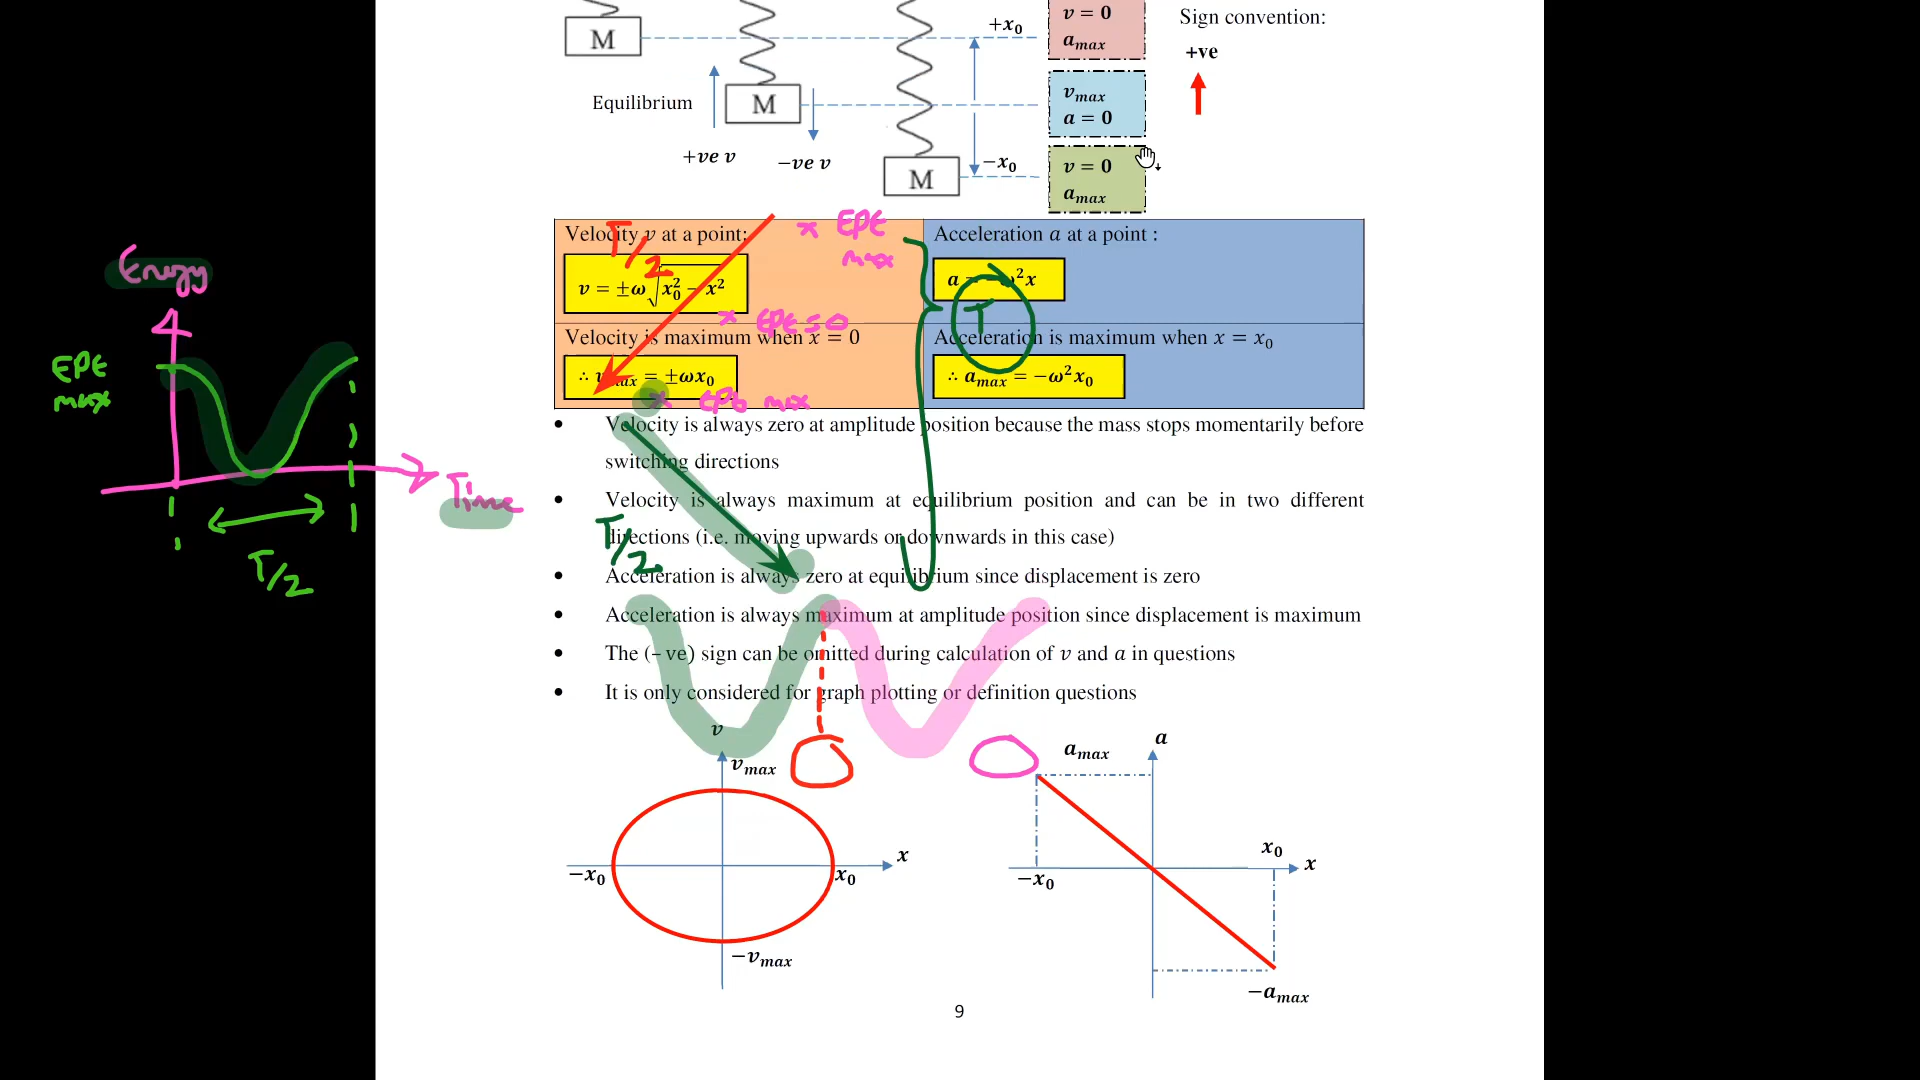 M
+x₀
v = 0
a_max
Sign convention:
+ve
Equilibrium
M
v_max
a = 0
+ve v
−ve v
M
−x₀
v = 0
a_max
Velocity v at a point:
v = ±ω√(x₀² − x²)
Acceleration a at a point :
a = −ω²x
Velocity is maximum when x = 0
∴ v_max = ±ωx₀
Acceleration is maximum when x = x₀
∴ a_max = −ω²x₀
T/2
x EPE
max
x EPE = 0
x EPE max
T
• Velocity is always zero at amplitude position because the mass stops momentarily before
switching directions
• Velocity is always maximum at equilibrium position and can be in two different
directions (i.e. moving upwards or downwards in this case)
• Acceleration is always zero at equilibrium since displacement is zero
• Acceleration is always maximum at amplitude position since displacement is maximum
• The (–ve) sign can be omitted during calculation of v and a in questions
• It is only considered for graph plotting or definition questions
T/2
Energy
EPE
max
Time
T/2
v
v_max
x
−x₀
x₀
−v_max
a
a_max
x₀
x
−x₀
−a_max
9